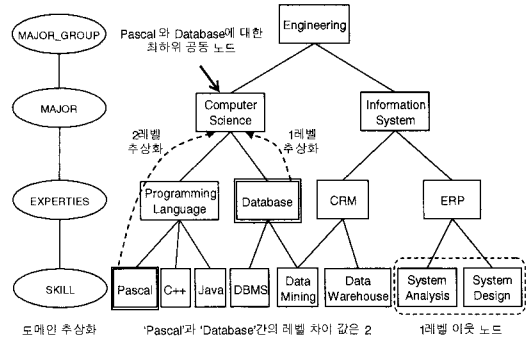 MAJOR_GROUP
Pascal 와 Database에 대한
최하위 공동 노드
Engineering
MAJOR
Computer
Science
Information
System
2레벨
추상화
1레벨
추상화
EXPERTIES
Programming
Language
Database
CRM
ERP
SKILL
Pascal
C++
Java
DBMS
Data
Mining
Data
Warehouse
System
Analysis
System
Design
도메인 추상화
'Pascal'과 'Database'간의 레벨 차이 값은 2
1레벨 이웃 노드